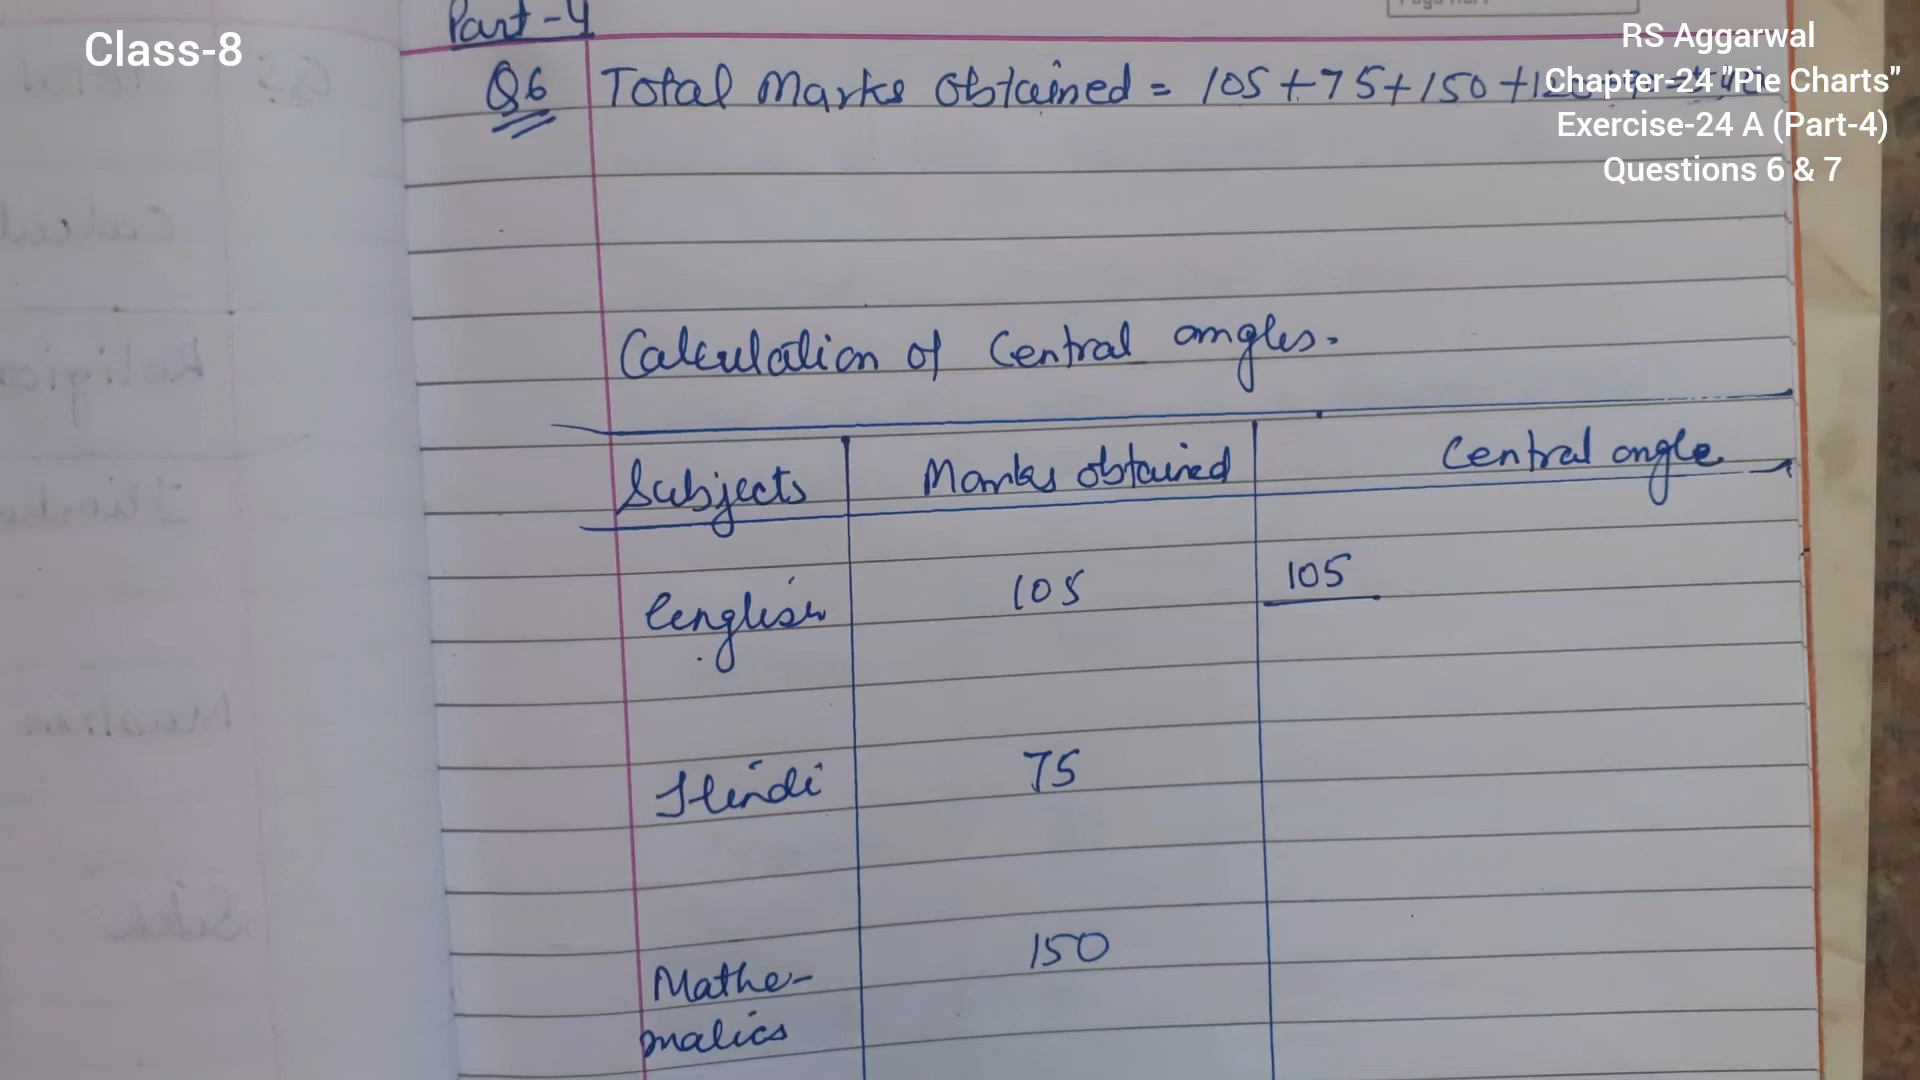 Class-8
RS Aggarwal
Chapter-24 "Pie Charts"
Exercise-24 A (Part-4)
Questions 6 & 7
Part-4
Q6 Total Marks Obtained = 105+75+150+
Calculation of Central angles.
Subjects Marks obtained Central angle
English 105 105
Hindi 75
Mathe- 150
matics